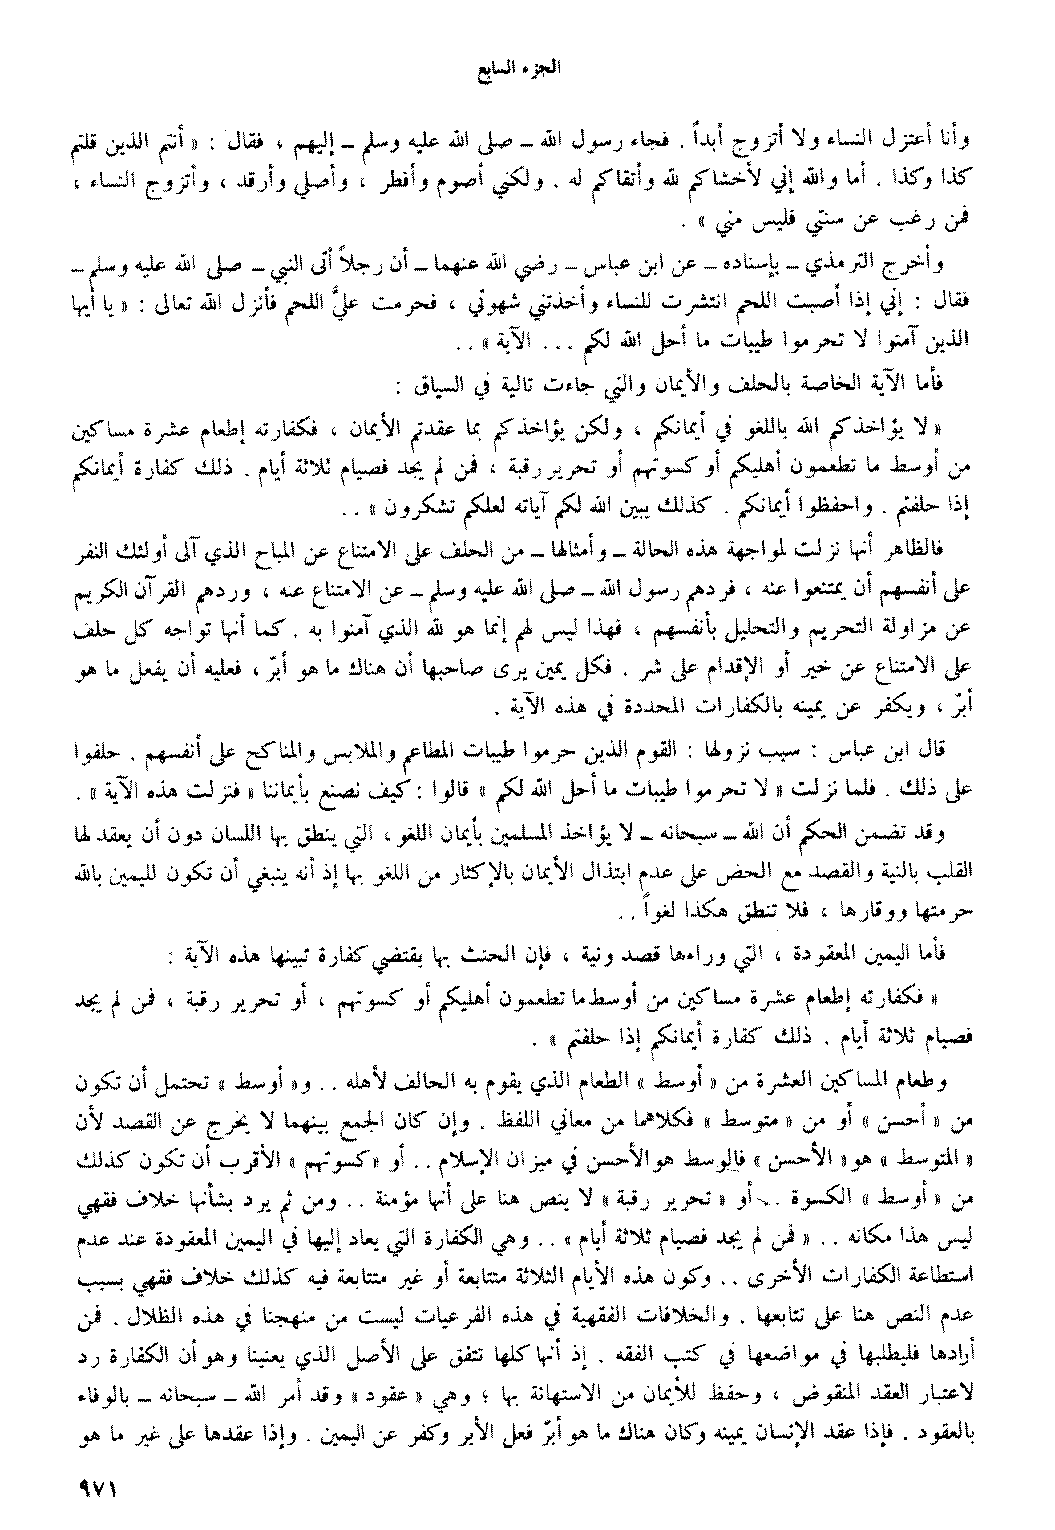 الجزء السابع
وأنا أعتزل النساء ولا أتزوج أبداً . فجاء رسول الله – صلى الله عليه وسلم – إليهم ، فقال : « أنتم الذين قلتم
كذا وكذا . أما والله إني لأخشاكم لله وأتقاكم له . ولكني أصوم وأفطر ، وأصلي وأرقد ، وأتزوج النساء ،
فمن رغب عن سنتي فليس مني » .
وأخرج الترمذي – بإسناده – عن ابن عباس – رضي الله عنهما – أن رجلاً أتى النبي – صلى الله عليه وسلم –
فقال : إني إذا أصبت اللحم انتشرت للنساء وأخذتني شهوتي ، فحرمت عليَّ اللحم فأنزل الله تعالى : « يا أيها
الذين آمنوا لا تحرموا طيبات ما أحل الله لكم ... الآية » ..
فأما الآية الخاصة بالحلف والأيمان والتي جاءت تالية في السياق :
« لا يؤاخذكم الله باللغو في أيمانكم ، ولكن يؤاخذكم بما عقدتم الأيمان ، فكفارته إطعام عشرة مساكين
من أوسط ما تطعمون أهليكم أو كسوتهم أو تحرير رقبة ، فمن لم يجد فصيام ثلاثة أيام . ذلك كفارة أيمانكم
إذا حلفتم . واحفظوا أيمانكم . كذلك يبين الله لكم آياته لعلكم تشكرون » ..
فالظاهر أنها نزلت لمواجهة هذه الحالة – وأمثالها – من الحلف على الامتناع عن المباح الذي آلى أولئك النفر
على أنفسهم أن يمتنعوا عنه ، فردهم رسول الله – صلى الله عليه وسلم – عن الامتناع عنه ، وردهم القرآن الكريم
عن مزاولة التحريم والتحليل بأنفسهم ، فهذا ليس لهم إنما هو لله الذي آمنوا به . كما أنها تواجه كل حلف
على الامتناع عن خير أو الإقدام على شر . فكل يمين يرى صاحبها أن هناك ما هو أبرّ ، فعليه أن يفعل ما هو
أبرّ ، ويكفر عن يمينه بالكفارات المحددة في هذه الآية .
قال ابن عباس : سبب نزولها : القوم الذين حرموا طيبات المطاعم والملابس والمناكح على أنفسهم . حلفوا
على ذلك . فلما نزلت « لا تحرموا طيبات ما أحل الله لكم » قالوا : كيف نصنع بأيماننا « فنزلت هذه الآية » .
وقد تضمن الحكم أن الله – سبحانه – لا يؤاخذ المسلمين بأيمان اللغو ، التي ينطق بها اللسان دون أن يعقد لها
القلب بالنية والقصد مع الحض على عدم ابتذال الأيمان بالإكثار من اللغو بها إذ أنه ينبغي أن تكون لليمين بالله
حرمتها ووقارها ، فلا تنطق هكذا لغواً ..
فأما اليمين المعقودة ، التي وراءها قصد ونية ، فإن الحنث بها يقتضي كفارة تبينها هذه الآية :
« فكفارته إطعام عشرة مساكين من أوسط ما تطعمون أهليكم أو كسوتهم ، أو تحرير رقبة ، فمن لم يجد
فصيام ثلاثة أيام . ذلك كفارة أيمانكم إذا حلفتم » .
وطعام المساكين العشرة من « أوسط » الطعام الذي يقوم به الحالف لأهله .. و« أوسط » تحتمل أن تكون
من « أحسن » أو من « متوسط » فكلاهما من معاني اللفظ . وإن كان الجمع بينهما لا يخرج عن القصد لأن
« المتوسط » هو « الأحسن » فالوسط هو الأحسن في ميزان الإسلام .. أو « كسوتهم » الأقرب أن تكون كذلك
من « أوسط » الكسوة .. أو « تحرير رقبة » لا ينص هنا على أنها مؤمنة .. ومن ثم يرد بشأنها خلاف فقهي
ليس هذا مكانه .. « فمن لم يجد فصيام ثلاثة أيام » .. وهي الكفارة التي يعاد إليها في اليمين المعقودة عند عدم
استطاعة الكفارات الأخرى .. وكون هذه الأيام الثلاثة متتابعة أو غير متتابعة فيه كذلك خلاف فقهي بسبب
عدم النص هنا على تتابعها . والخلافات الفقهية في هذه الفرعيات ليست من منهجنا في هذه الظلال . فمن
أرادها فليطلبها في مواضعها في كتب الفقه . إذ أنها كلها تتفق على الأصل الذي يعنينا وهو أن الكفارة رد
لاعتبار العقد المنقوض ، وحفظ للأيمان من الاستهانة بها ؛ وهي « عقود » وقد أمر الله – سبحانه – بالوفاء
بالعقود . فإذا عقد الإنسان يمينه وكان هناك ما هو أبرّ فعل الأبر وكفر عن اليمين . وإذا عقدها على غير ما هو
٩٧١